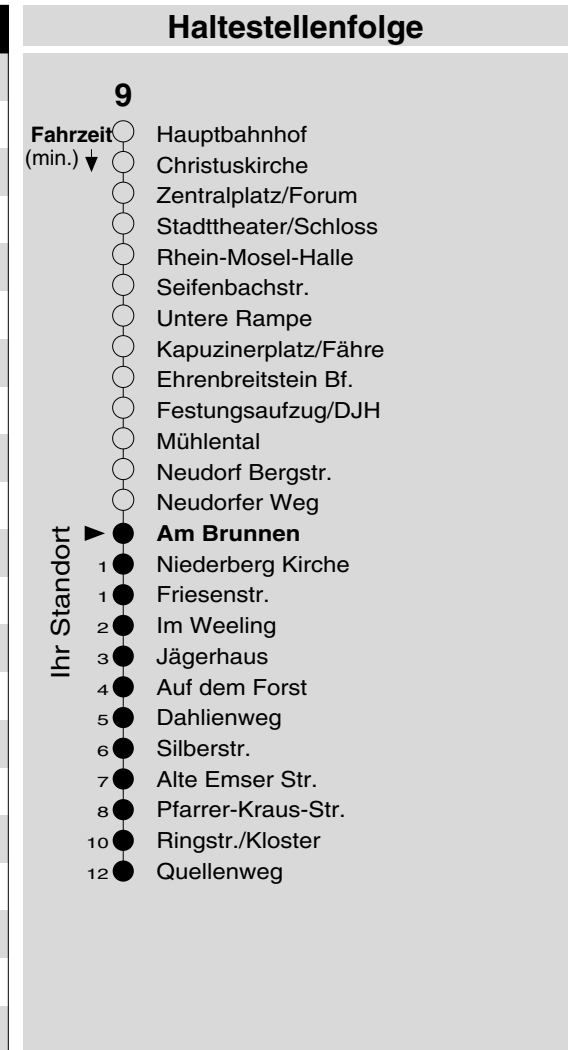 Haltestellenfolge
9
Fahrzeit Hauptbahnhof
(min.) Christuskirche
Zentralplatz/Forum
Stadttheater/Schloss
Rhein-Mosel-Halle
Seifenbachstr.
Untere Rampe
Kapuzinerplatz/Fähre
Ehrenbreitstein Bf.
Festungsaufzug/DJH
Mühlental
Neudorf Bergstr.
Neudorfer Weg
Ihr Standort
Am Brunnen
1 Niederberg Kirche
1 Friesenstr.
2 Im Weeling
3 Jägerhaus
4 Auf dem Forst
5 Dahlienweg
6 Silberstr.
7 Alte Emser Str.
8 Pfarrer-Kraus-Str.
10 Ringstr./Kloster
12 Quellenweg